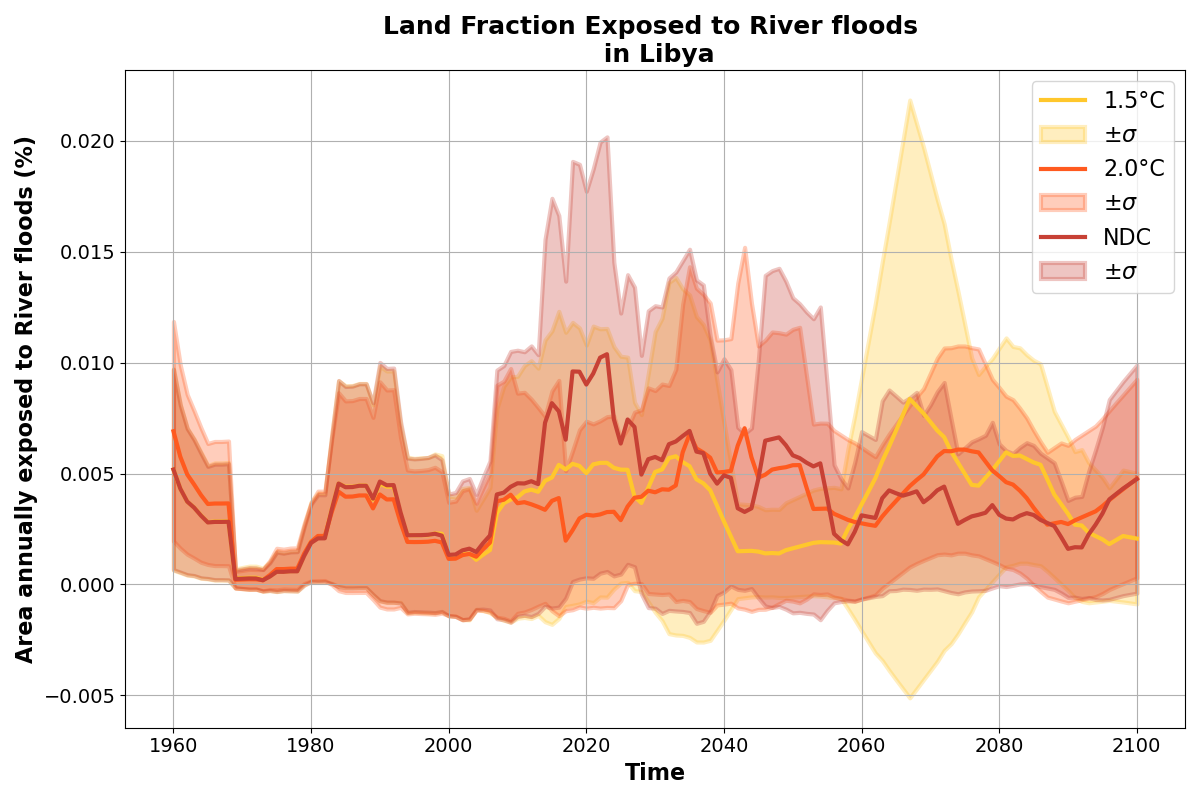 Land Fraction Exposed to River floods
in Libya
Area annually exposed to River floods (%)
0.020
0.015
0.010
0.005
0.000
−0.005
1960
1980
2000
2020
2040
2060
2080
2100
Time
1.5°C
±σ
2.0°C
±σ
NDC
±σ